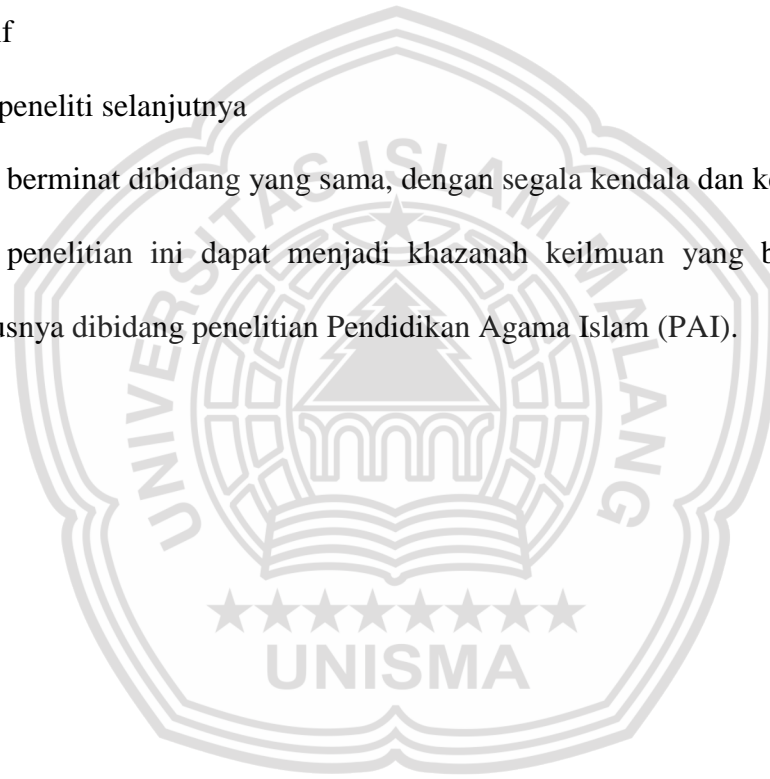 peneliti selanjutnya
berminat dibidang yang sama, dengan segala kendala dan
penelitian ini dapat menjadi khazanah keilmuan yang
dibidang penelitian Pendidikan Agama Islam (PAI).
UNIVERSITAS ISLAM MALANG
UNISMA